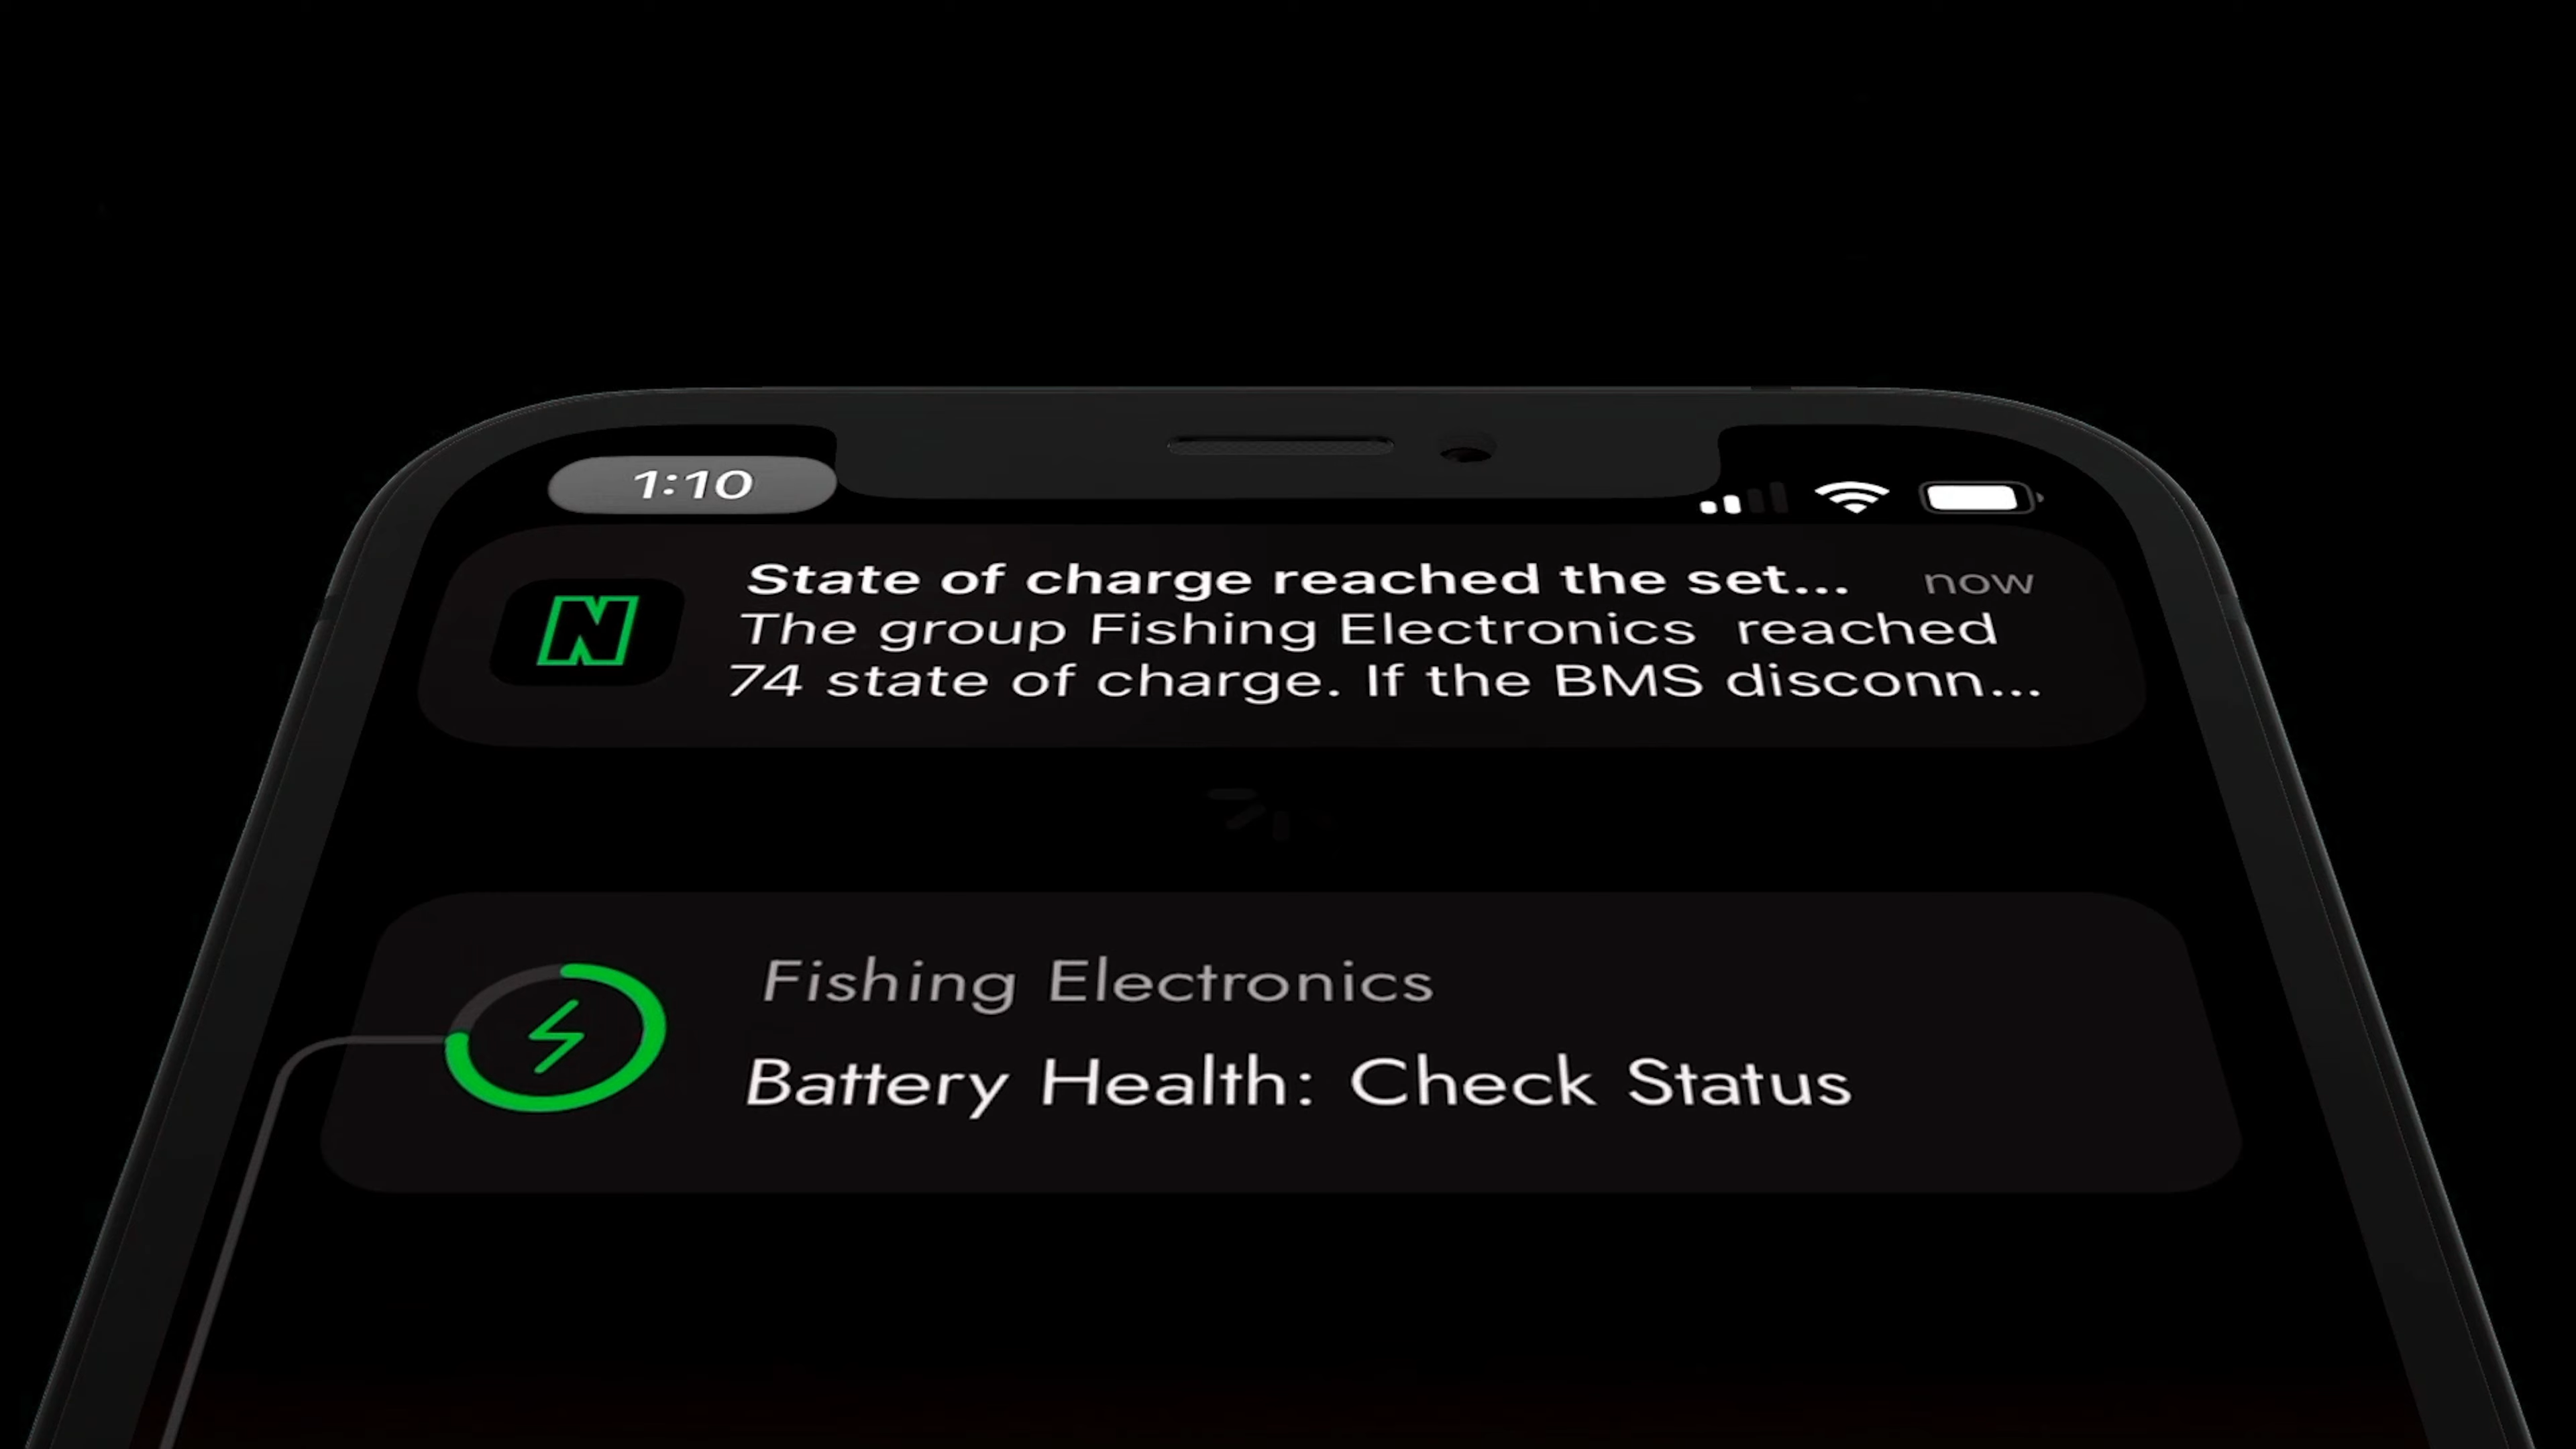 1:10
State of charge reached the set... now
The group Fishing Electronics reached
74 state of charge. If the BMS disconn...
Fishing Electronics
Battery Health: Check Status